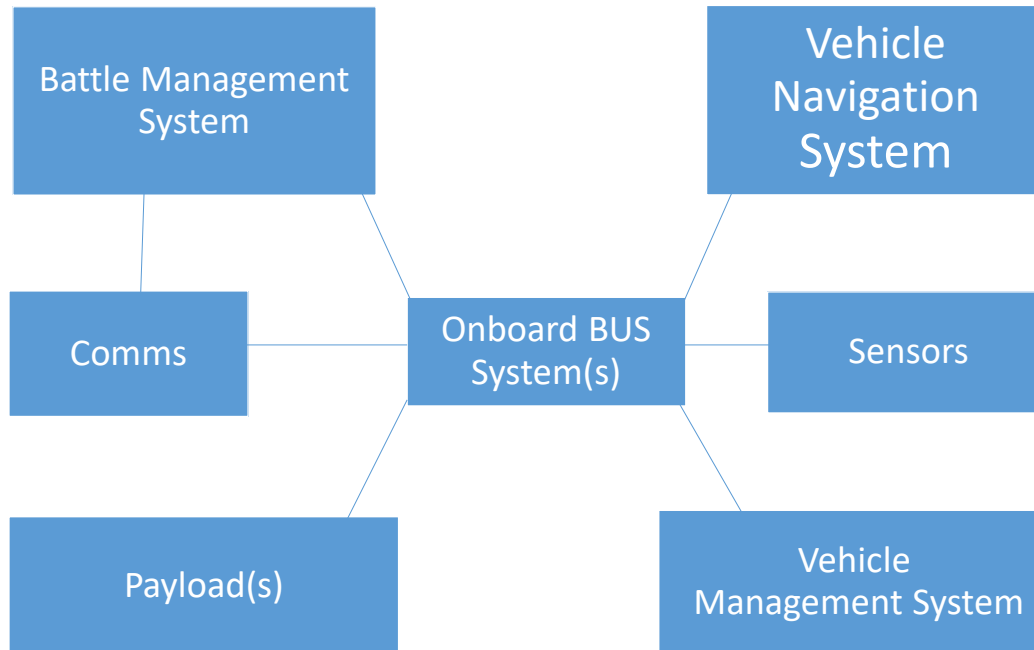 Battle Management
System
Vehicle
Navigation
System
Comms
Onboard BUS
System(s)
Sensors
Payload(s)
Vehicle
Management System